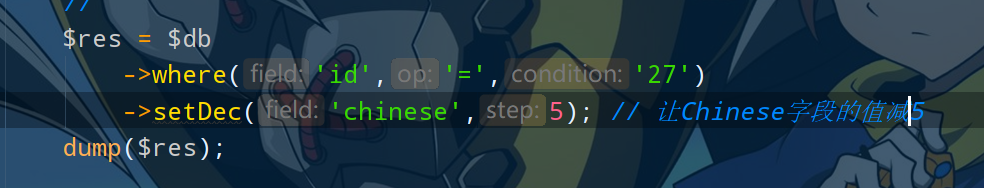 //
$res = $db
->where( field: 'id', op: '=', condition: '27')
->setDec( field: 'chinese', step: 5); // 让Chinese字段的值减5
dump($res);